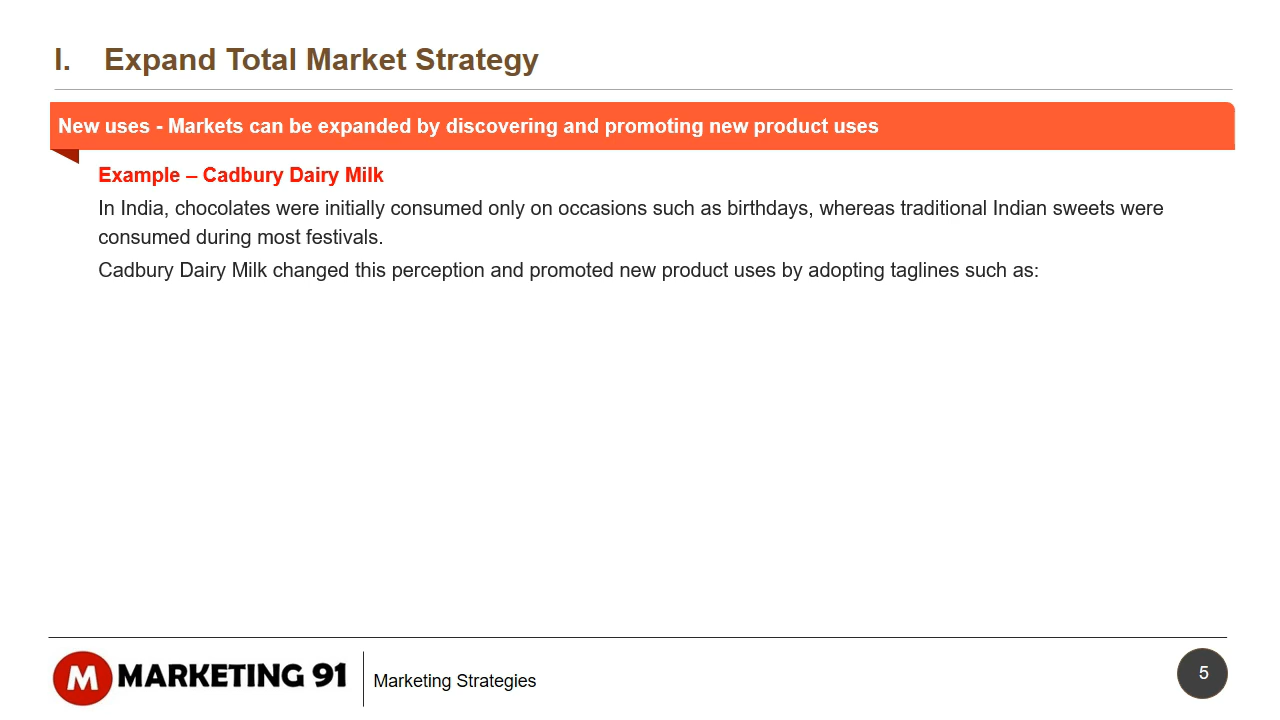 I. Expand Total Market Strategy
New uses - Markets can be expanded by discovering and promoting new product uses
Example – Cadbury Dairy Milk
In India, chocolates were initially consumed only on occasions such as birthdays, whereas traditional Indian sweets were
consumed during most festivals.
Cadbury Dairy Milk changed this perception and promoted new product uses by adopting taglines such as:
M MARKETING 91
Marketing Strategies
5